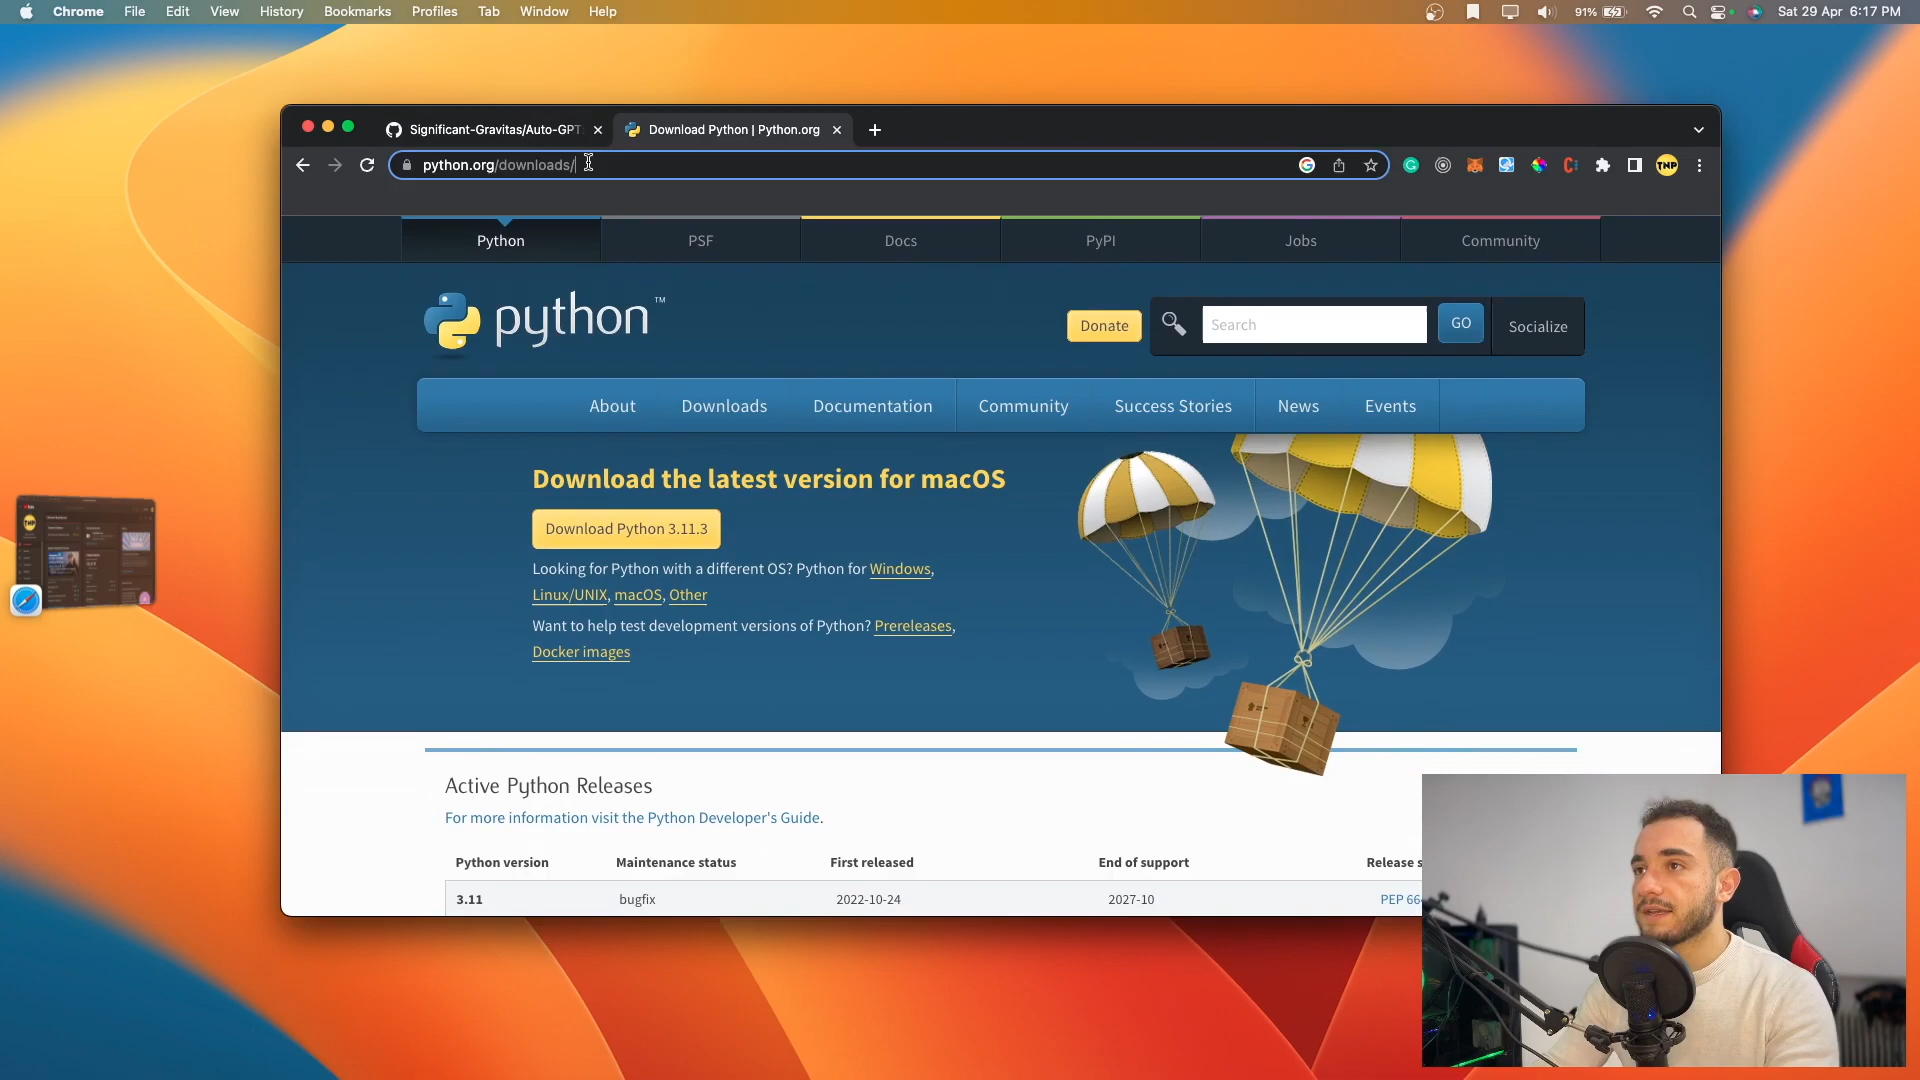 Chrome File Edit View History Bookmarks Profiles Tab Window Help 91% Sat 29 Apr 6:17 PM
Significant-Gravitas/Auto-GPT Download Python | Python.org
python.org/downloads/ TNP
Python PSF Docs PyPI Jobs Community
python™ Donate Search GO Socialize
About Downloads Documentation Community Success Stories News Events
Download the latest version for macOS
Download Python 3.11.3
Looking for Python with a different OS? Python for Windows,
Linux/UNIX, macOS, Other
Want to help test development versions of Python? Prereleases,
Docker images
Active Python Releases
For more information visit the Python Developer's Guide.
Python version Maintenance status First released End of support Release s
3.11 bugfix 2022-10-24 2027-10 PEP 66